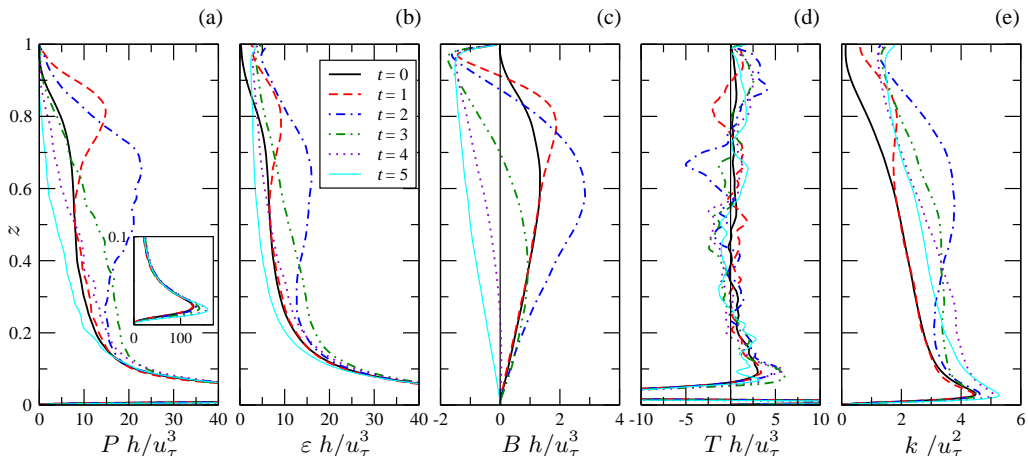 (a) (b) (c) (d) (e)
1
0.8
0.6
0.4
0.2
0
z
0.1
0
0 100
t = 0
t = 1
t = 2
t = 3
t = 4
t = 5
0 10 20 30 40
0 10 20 30 40
-2 0 2 4
-10 -5 0 5 10
0 2 4 6
P h/u_τ^3
ε h/u_τ^3
B h/u_τ^3
T h/u_τ^3
k /u_τ^2